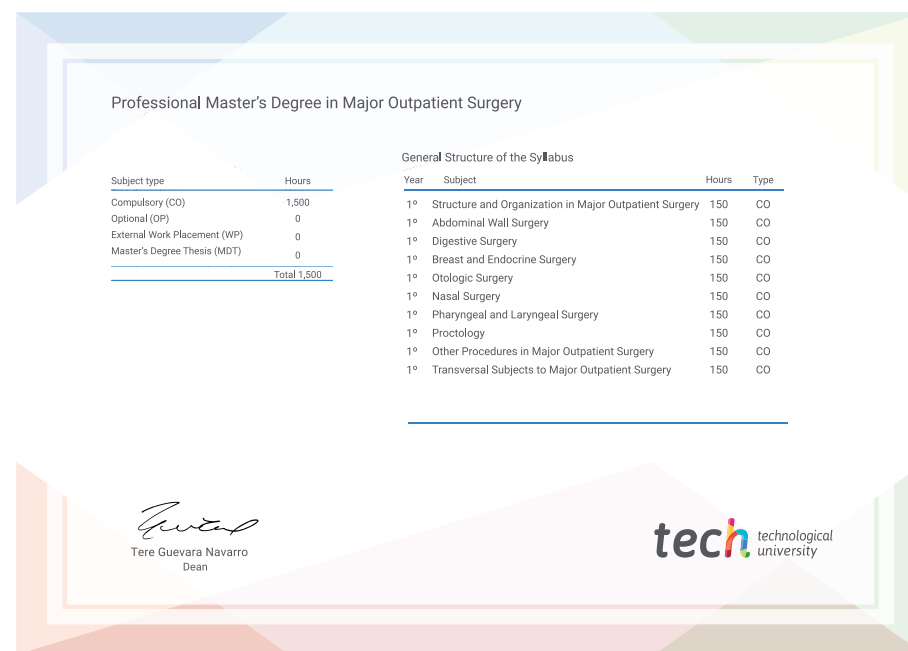 Professional Master's Degree in Major Outpatient Surgery
General Structure of the Syllabus
Subject type Hours
Compulsory (CO) 1,500
Optional (OP) 0
External Work Placement (WP) 0
Master's Degree Thesis (MDT) 0
Total 1,500
Year Subject Hours Type
1º Structure and Organization in Major Outpatient Surgery 150 CO
1º Abdominal Wall Surgery 150 CO
1º Digestive Surgery 150 CO
1º Breast and Endocrine Surgery 150 CO
1º Otologic Surgery 150 CO
1º Nasal Surgery 150 CO
1º Pharyngeal and Laryngeal Surgery 150 CO
1º Proctology 150 CO
1º Other Procedures in Major Outpatient Surgery 150 CO
1º Transversal Subjects to Major Outpatient Surgery 150 CO
Tere Guevara Navarro
Dean
tech technological
university